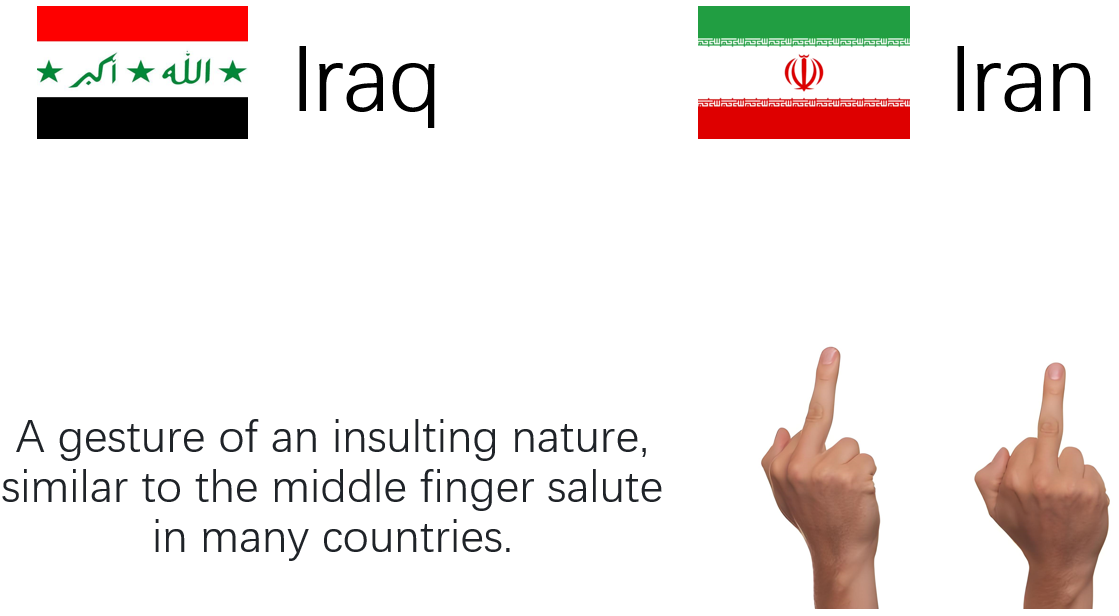 الله أكبر
Iraq
Iran
A gesture of an insulting nature,
similar to the middle finger salute
in many countries.